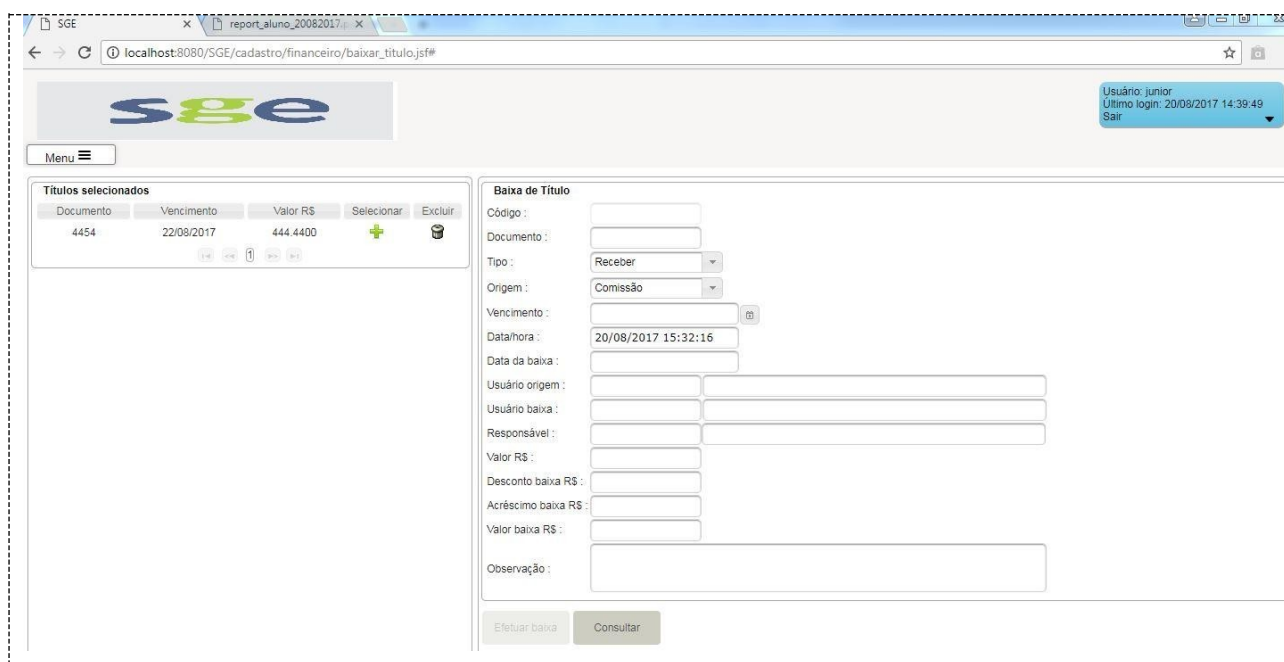 SGE report_aluno_20082017.p
localhost:8080/SGE/cadastro/financeiro/baixar_titulo.jsf#
sge
Usuário: junior
Último login: 20/08/2017 14:39:49
Sair
Menu
Títulos selecionados
Documento Vencimento Valor R$ Selecionar Excluir
4454 22/08/2017 444.4400
1
Baixa de Título
Código :
Documento :
Tipo : Receber
Origem : Comissão
Vencimento :
Data/hora : 20/08/2017 15:32:16
Data da baixa :
Usuário origem :
Usuário baixa :
Responsável :
Valor R$ :
Desconto baixa R$ :
Acréscimo baixa R$ :
Valor baixa R$ :
Observação :
Efetuar baixa Consultar